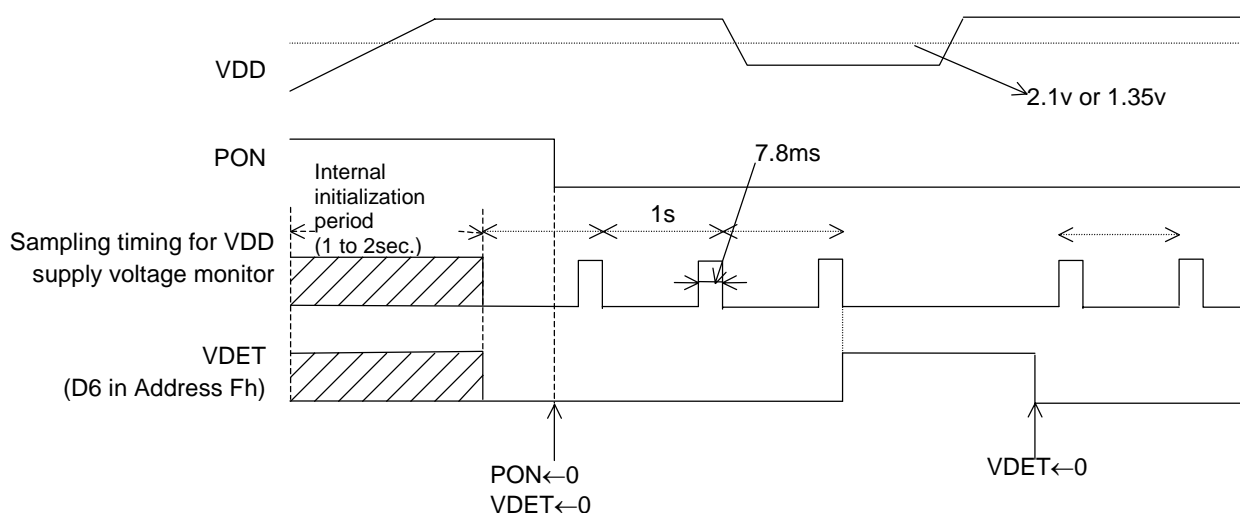 VDD
2.1v or 1.35v
PON
7.8ms
Internal
initialization
period
(1 to 2sec.)
1s
Sampling timing for VDD
supply voltage monitor
VDET
(D6 in Address Fh)
PON←0
VDET←0
VDET←0